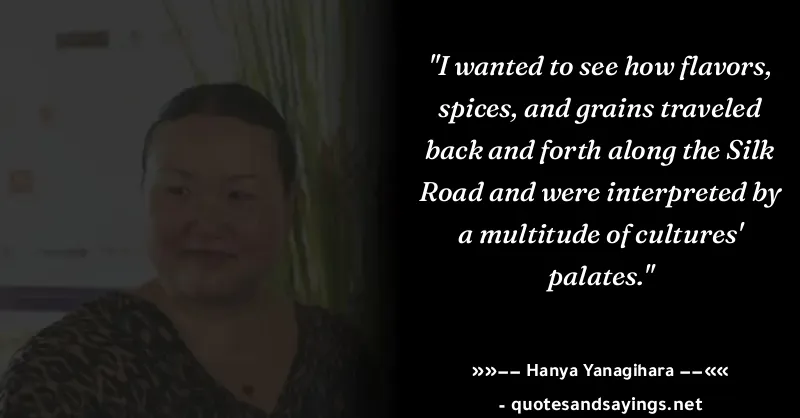 "I wanted to see how flavors,
spices, and grains traveled
back and forth along the Silk
Road and were interpreted by
a multitude of cultures'
palates."
»»−− Hanya Yanagihara −−««
- quotesandsayings.net